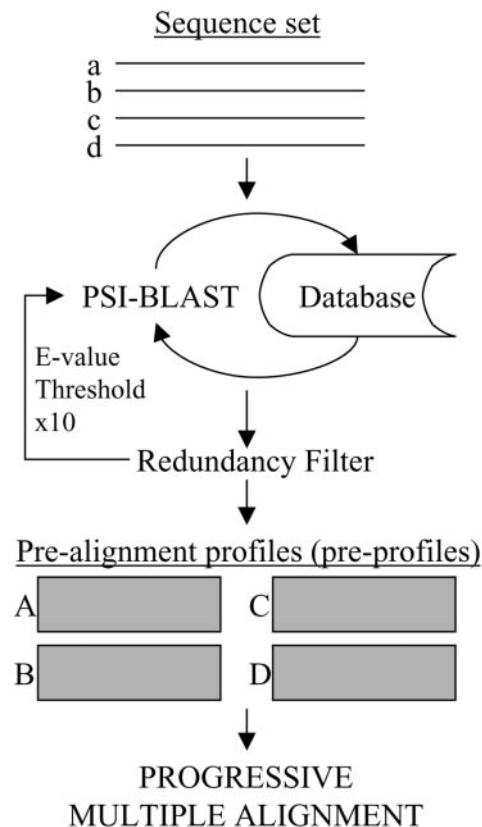 Sequence set
a
b
c
d
PSI-BLAST
Database
E-value
Threshold
x10
Redundancy Filter
Pre-alignment profiles (pre-profiles)
A
C
B
D
PROGRESSIVE
MULTIPLE ALIGNMENT